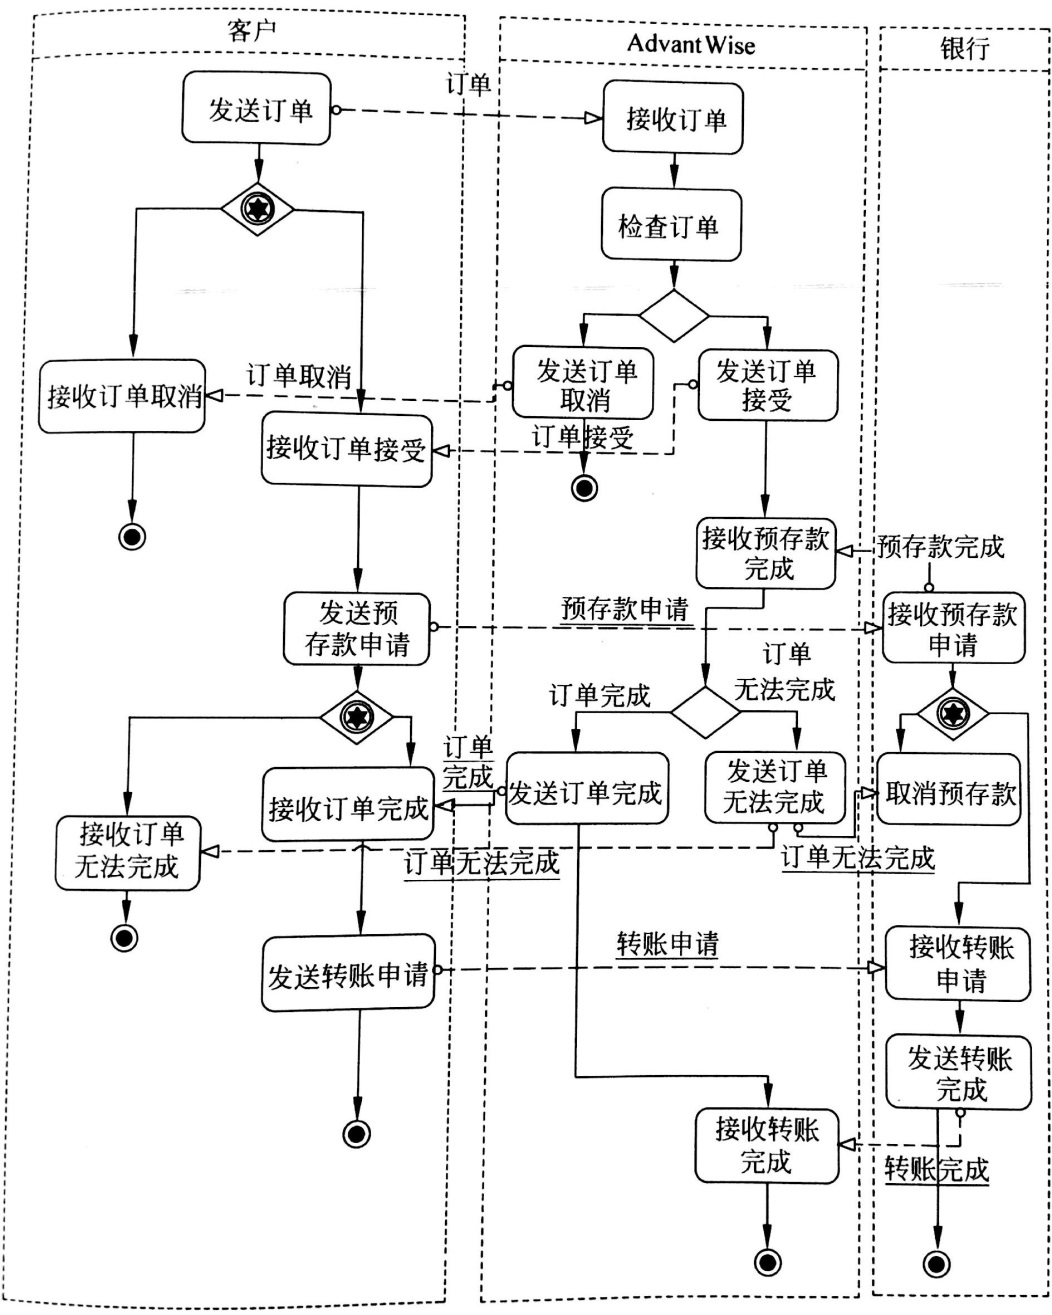 客户
AdvantWise
银行
订单
发送订单
接收订单
检查订单
订单取消
接收订单取消
发送订单
取消
发送订单
接受
订单接受
接收订单接受
接收预存款
完成
预存款完成
发送预
存款申请
预存款申请
接收预存款
申请
订单
无法完成
订单完成
订单
完成
接收订单完成
发送订单完成
发送订单
无法完成
取消预存款
接收订单
无法完成
订单无法完成
订单无法完成
发送转账申请
转账申请
接收转账
申请
发送转账
完成
接收转账
完成
转账完成